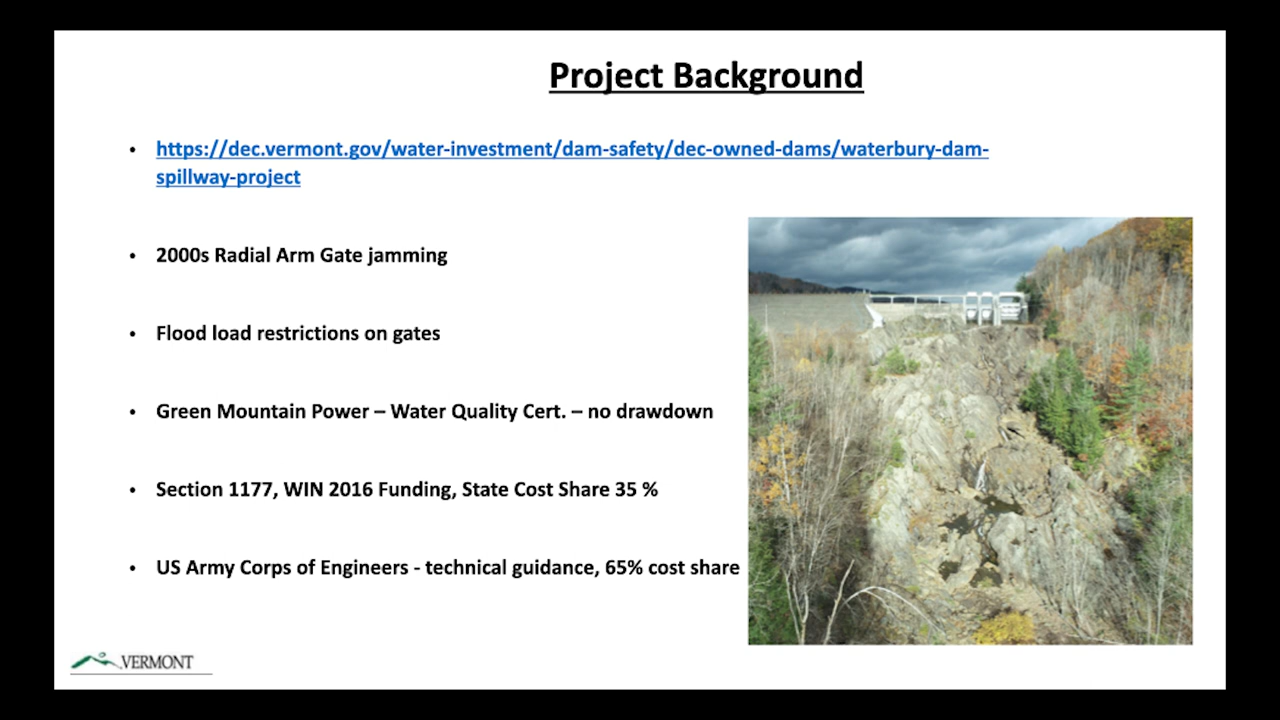 Project Background
• https://dec.vermont.gov/water-investment/dam-safety/dec-owned-dams/waterbury-dam-
spillway-project
• 2000s Radial Arm Gate jamming
• Flood load restrictions on gates
• Green Mountain Power – Water Quality Cert. – no drawdown
• Section 1177, WIN 2016 Funding, State Cost Share 35 %
• US Army Corps of Engineers - technical guidance, 65% cost share
VERMONT